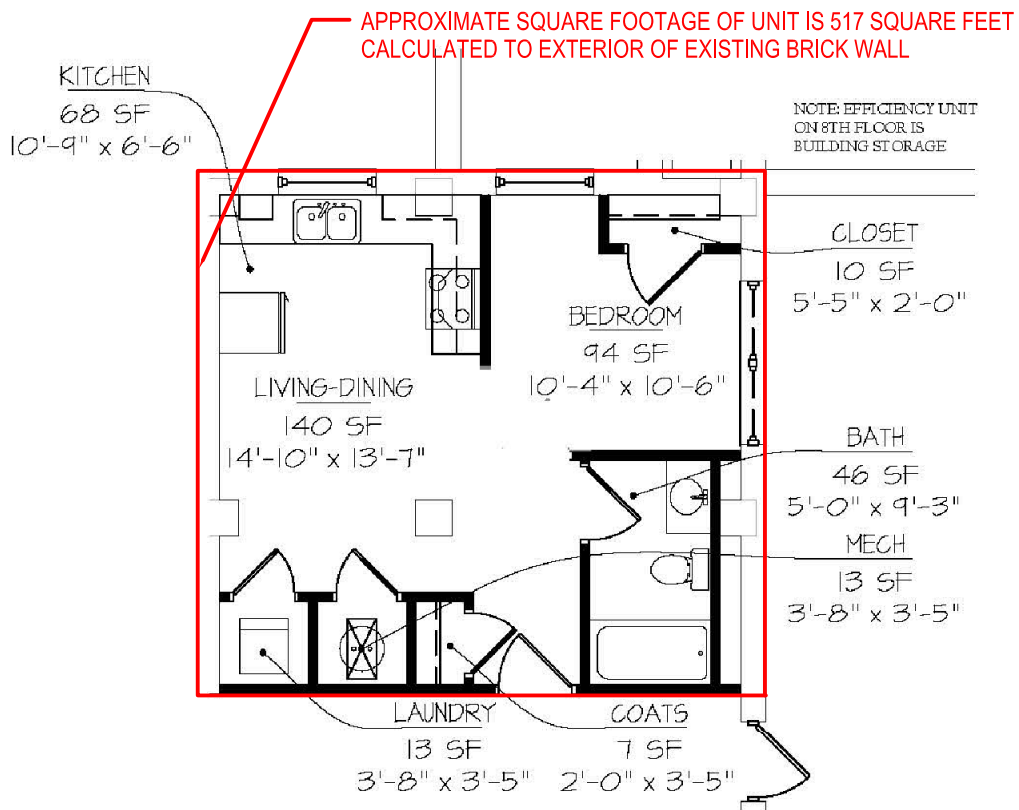 APPROXIMATE SQUARE FOOTAGE OF UNIT IS 517 SQUARE FEET
CALCULATED TO EXTERIOR OF EXISTING BRICK WALL
KITCHEN
68 SF
10'-9" x 6'-6"
NOTE: EFFICIENCY UNIT
ON 8TH FLOOR IS
BUILDING STORAGE
CLOSET
10 SF
5'-5" x 2'-0"
BEDROOM
94 SF
10'-4" x 10'-6"
LIVING-DINING
140 SF
14'-10" x 13'-7"
BATH
46 SF
5'-0" x 9'-3"
MECH
13 SF
3'-8" x 3'-5"
LAUNDRY
13 SF
3'-8" x 3'-5"
COATS
7 SF
2'-0" x 3'-5"